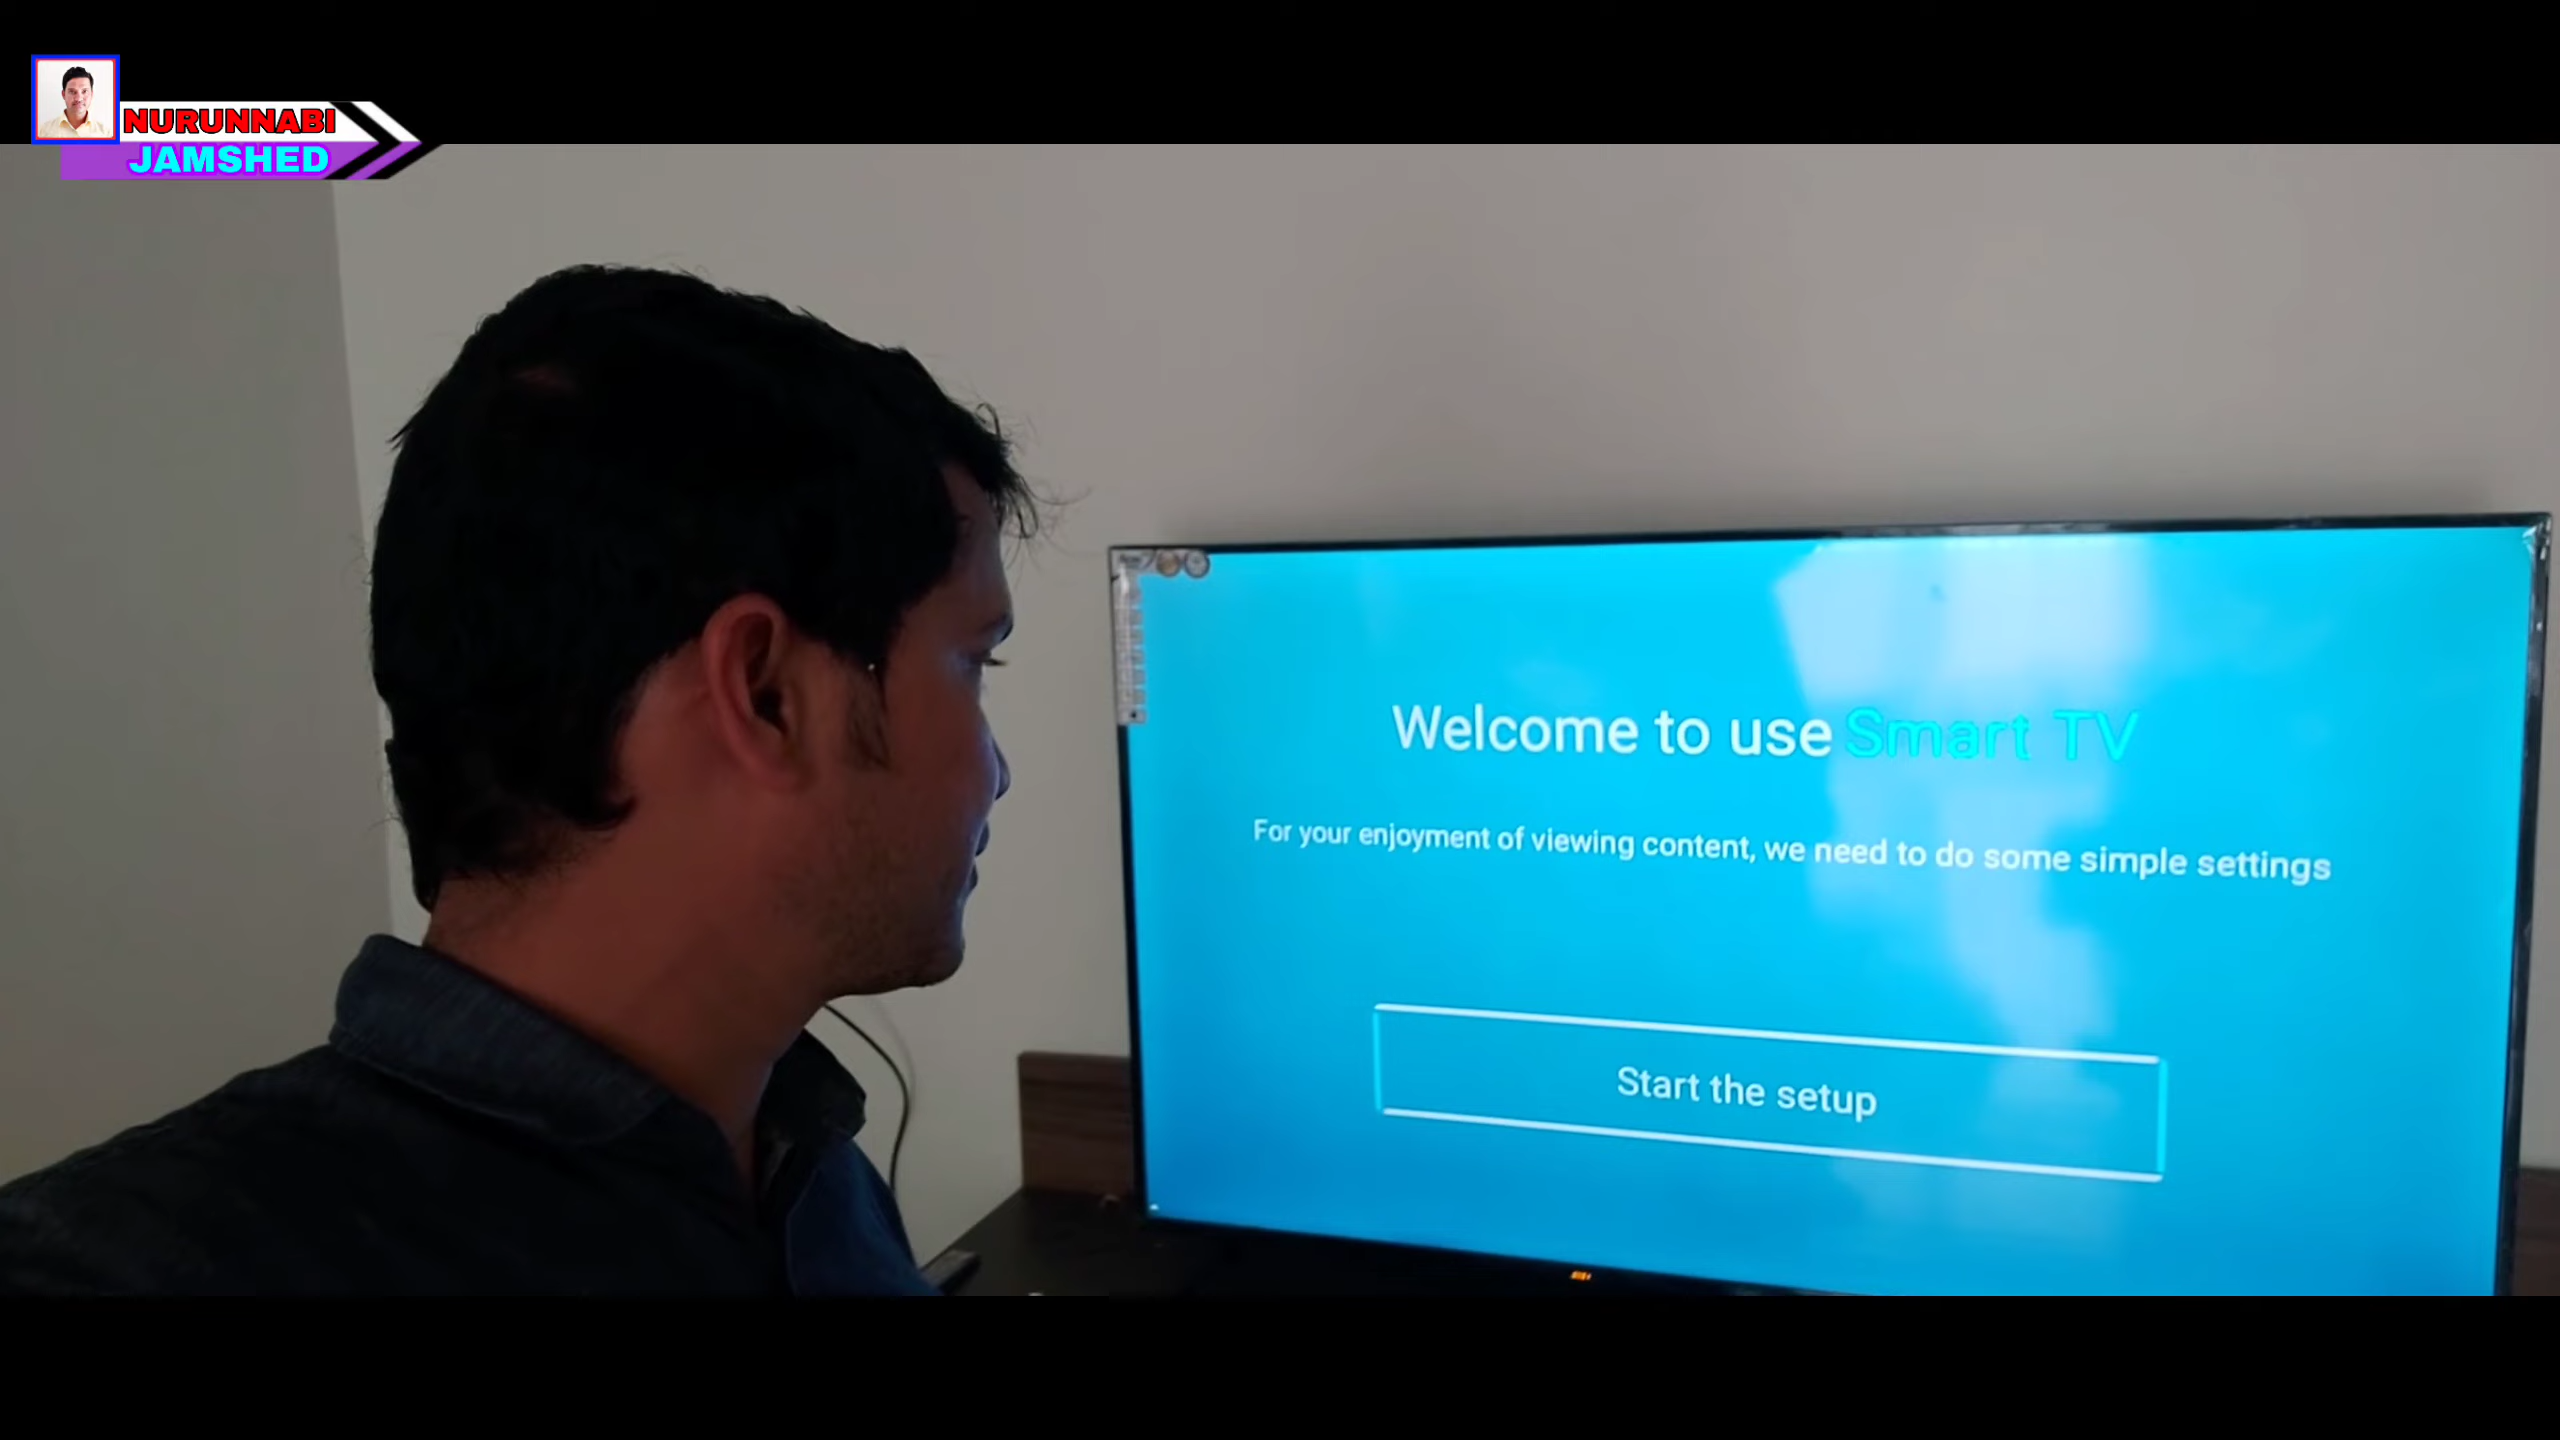 NURUNNABI
JAMSHED
Welcome to use Smart TV
For your enjoyment of viewing content, we need to do some simple settings
Start the setup